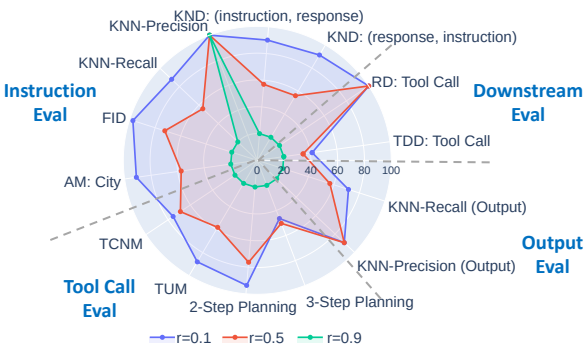 KND: (instruction, response)
KNN-Precision
KND: (response, instruction)
KNN-Recall
RD: Tool Call
Instruction
Eval
Downstream
Eval
FID
TDD: Tool Call
0 20 40 60 80 100
AM: City
KNN-Recall (Output)
TCNM
Output
Eval
KNN-Precision (Output)
Tool Call
Eval
TUM
2-Step Planning
3-Step Planning
r=0.1 r=0.5 r=0.9